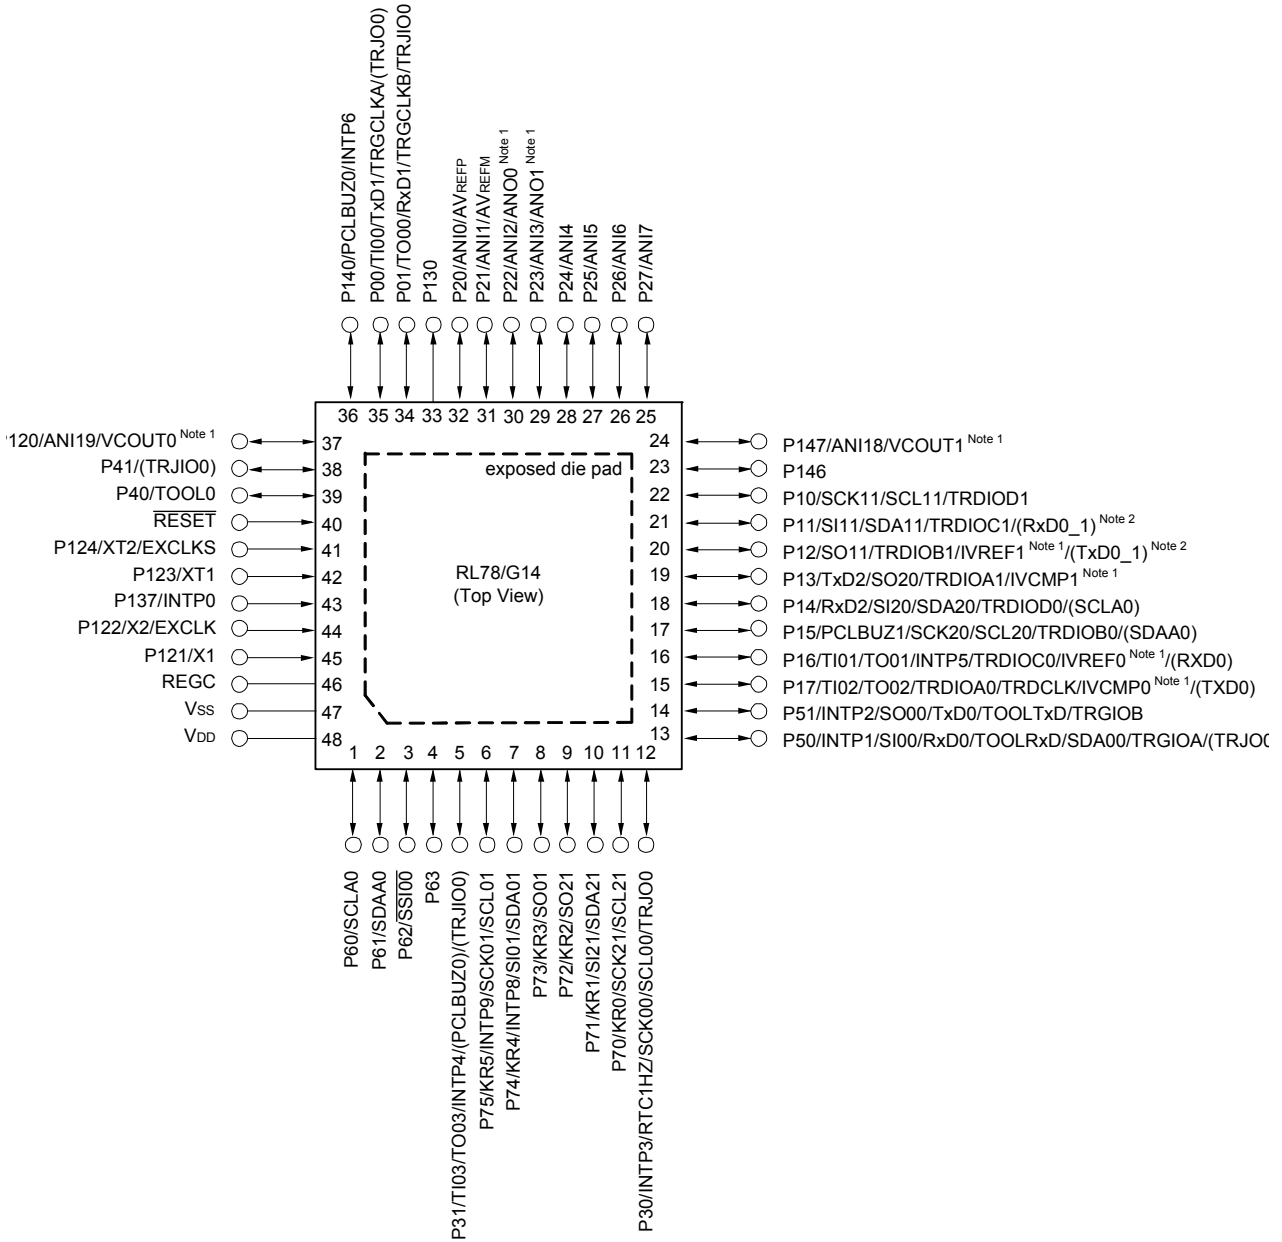 P140/PCLBUZ0/INTP6
P00/TI00/TxD1/TRGCLKA/(TRJO0)
P01/TO00/RxD1/TRGCLKB/TRJIO0
P130
P20/ANI0/AVREFP
P21/ANI1/AVREFM
P22/ANI2/ANO0 Note 1
P23/ANI3/ANO1 Note 1
P24/ANI4
P25/ANI5
P26/ANI6
P27/ANI7
36 35 34 33 32 31 30 29 28 27 26 25
120/ANI19/VCOUT0 Note 1 37
P41/(TRJIO0) 38
P40/TOOL0 39
RESET 40
P124/XT2/EXCLKS 41
P123/XT1 42
P137/INTP0 43
P122/X2/EXCLK 44
P121/X1 45
REGC 46
VSS 47
VDD 48
exposed die pad
RL78/G14
(Top View)
24 P147/ANI18/VCOUT1 Note 1
23 P146
22 P10/SCK11/SCL11/TRDIOD1
21 P11/SI11/SDA11/TRDIOC1/(RxD0_1) Note 2
20 P12/SO11/TRDIOB1/IVREF1 Note 1/(TxD0_1) Note 2
19 P13/TxD2/SO20/TRDIOA1/IVCMP1 Note 1
18 P14/RxD2/SI20/SDA20/TRDIOD0/(SCLA0)
17 P15/PCLBUZ1/SCK20/SCL20/TRDIOB0/(SDAA0)
16 P16/TI01/TO01/INTP5/TRDIOC0/IVREF0 Note 1/(RXD0)
15 P17/TI02/TO02/TRDIOA0/TRDCLK/IVCMP0 Note 1/(TXD0)
14 P51/INTP2/SO00/TxD0/TOOLTxD/TRGIOB
13 P50/INTP1/SI00/RxD0/TOOLRxD/SDA00/TRGIOA/(TRJO0
1 2 3 4 5 6 7 8 9 10 11 12
P60/SCLA0
P61/SDAA0
P62/SSI00
P63
P31/TI03/TO03/INTP4/(PCLBUZ0)/(TRJIO0)
P75/KR5/INTP9/SCK01/SCL01
P74/KR4/INTP8/SI01/SDA01
P73/KR3/SO01
P72/KR2/SO21
P71/KR1/SI21/SDA21
P70/KR0/SCK21/SCL21
P30/INTP3/RTC1HZ/SCK00/SCL00/TRJO0